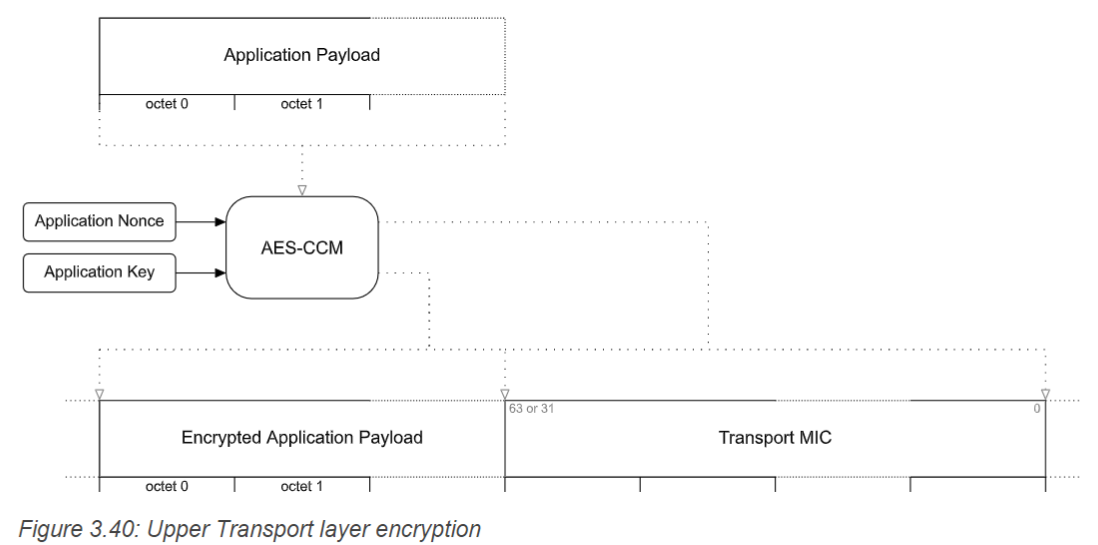 Application Payload
octet 0 octet 1
Application Nonce
AES-CCM
Application Key
63 or 31 0
Encrypted Application Payload Transport MIC
octet 0 octet 1
Figure 3.40: Upper Transport layer encryption